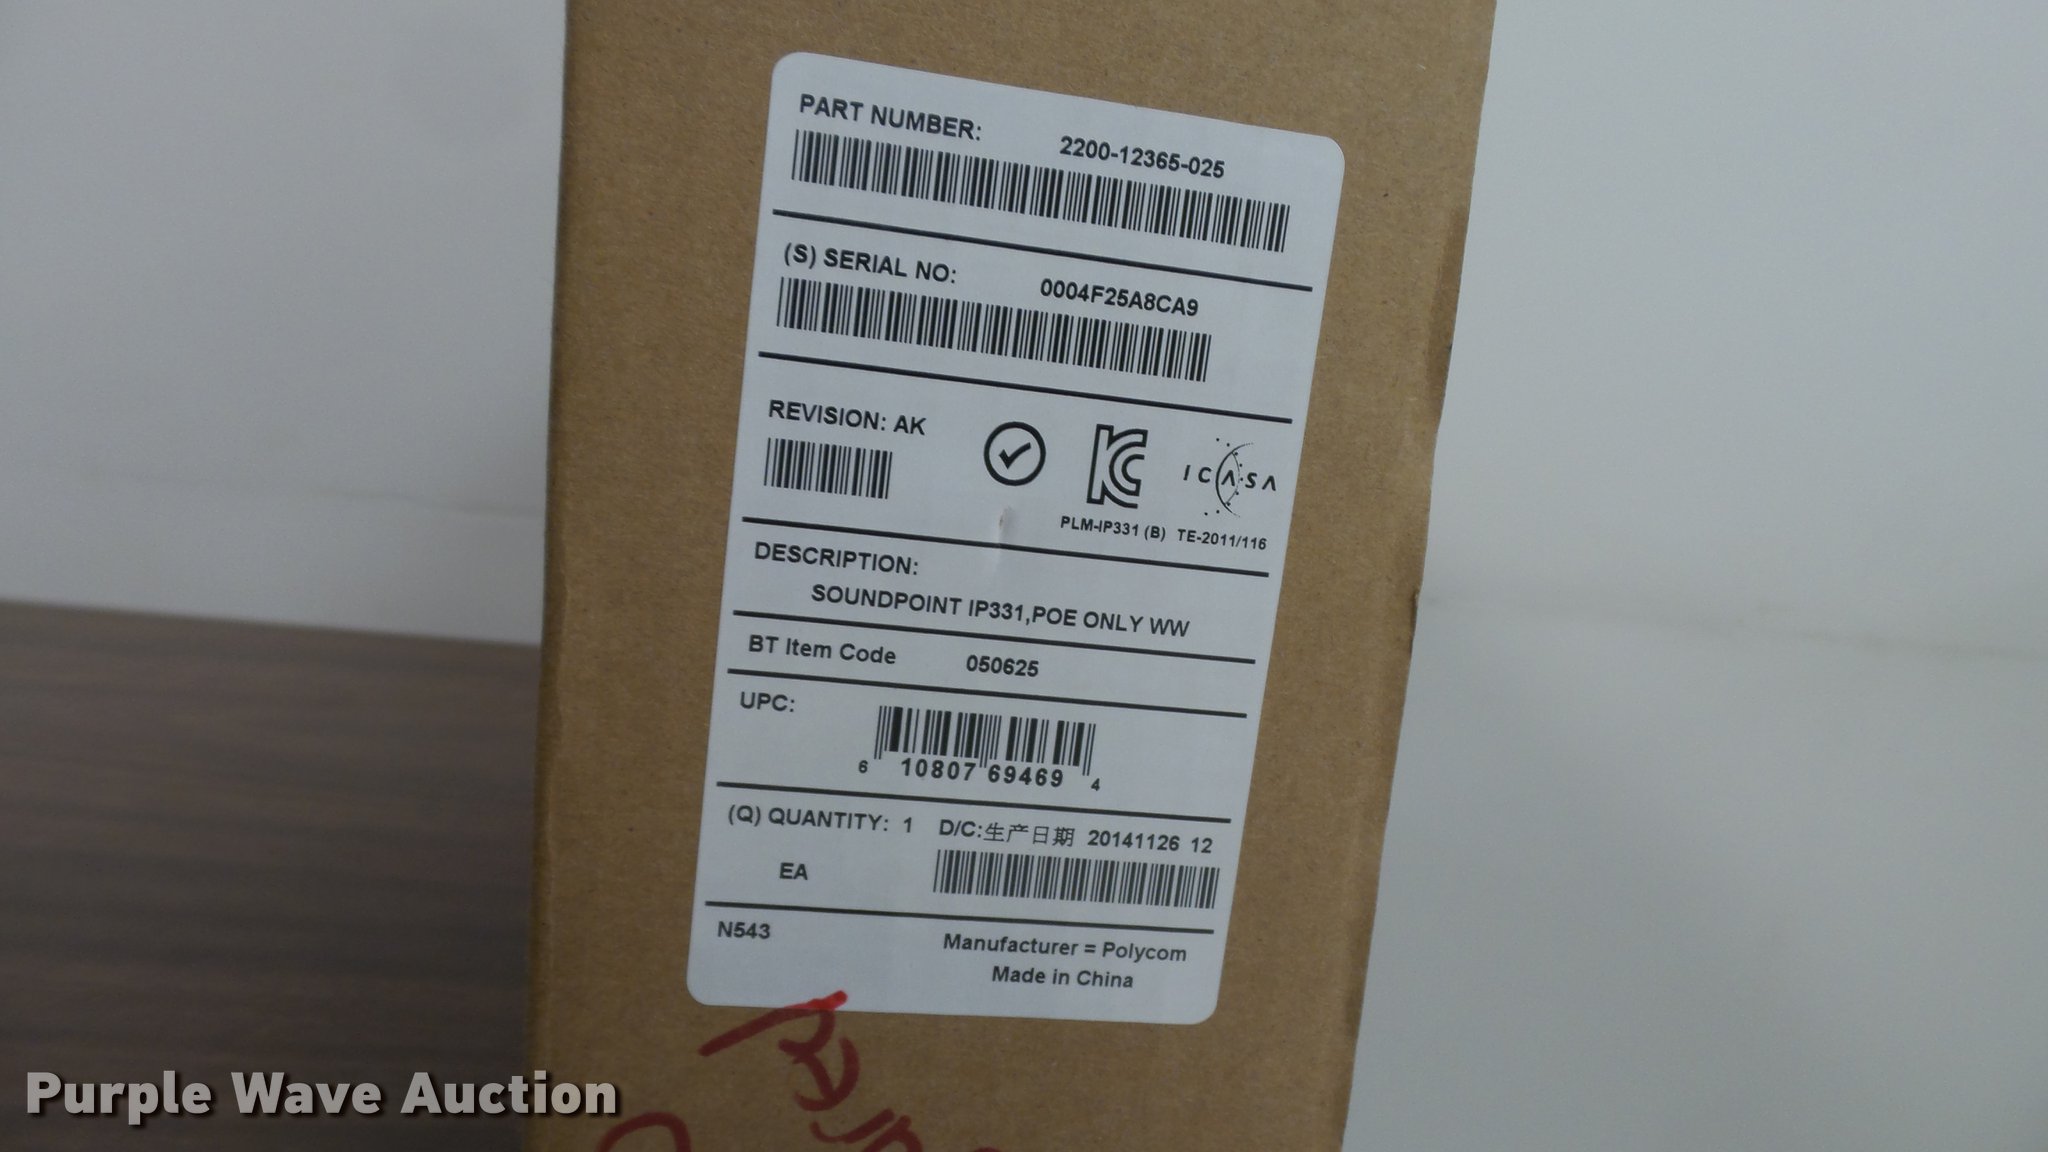 PART NUMBER: 2200-12365-025
(S) SERIAL NO: 0004F25A8CA9
REVISION: AK
ICASA
PLM-IP331 (B) TE-2011/116
DESCRIPTION:
SOUNDPOINT IP331,POE ONLY WW
BT Item Code 050625
UPC:
6 10807 69469 4
(Q) QUANTITY: 1 D/C:生产日期 20141126 12
EA
N543 Manufacturer = Polycom
Made in China
Purple Wave Auction